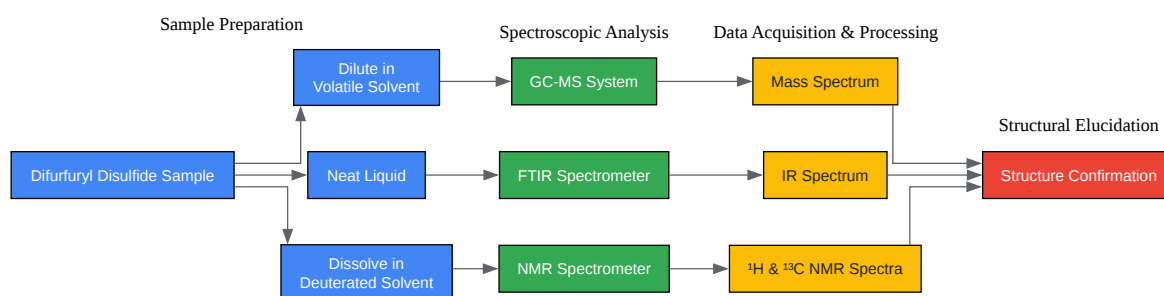 Sample Preparation
Spectroscopic Analysis
Data Acquisition & Processing
Dilute in
Volatile Solvent
GC-MS System
Mass Spectrum
Structural Elucidation
Difurfuryl Disulfide Sample
Neat Liquid
FTIR Spectrometer
IR Spectrum
Structure Confirmation
Dissolve in
Deuterated Solvent
NMR Spectrometer
¹H & ¹³C NMR Spectra